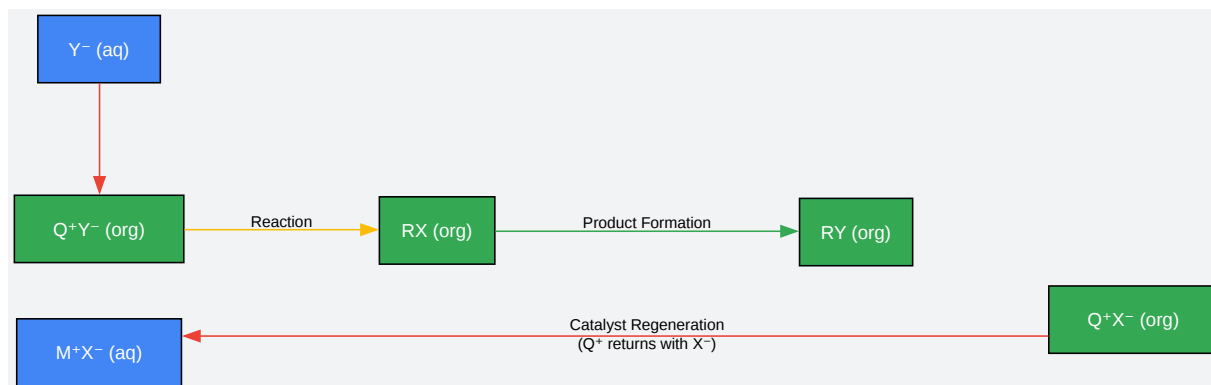 Y⁻ (aq)
Q⁺Y⁻ (org)
Reaction
RX (org)
Product Formation
RY (org)
M⁺X⁻ (aq)
Catalyst Regeneration
(Q⁺ returns with X⁻)
Q⁺X⁻ (org)